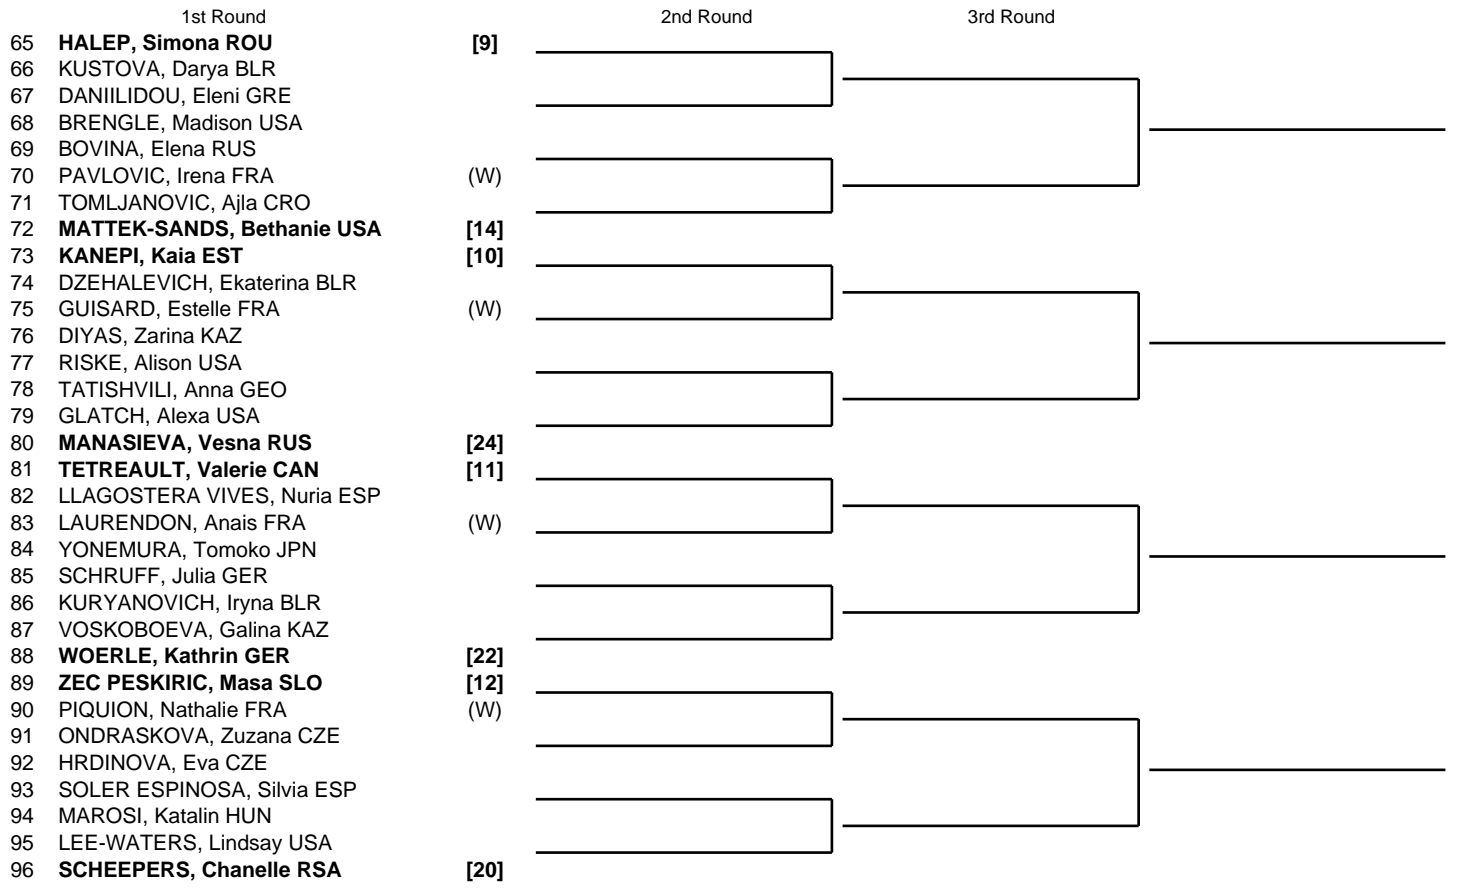 1st Round 2nd Round 3rd Round
65 HALEP, Simona ROU [9]
66 KUSTOVA, Darya BLR
67 DANIILIDOU, Eleni GRE
68 BRENGLE, Madison USA
69 BOVINA, Elena RUS
70 PAVLOVIC, Irena FRA (W)
71 TOMLJANOVIC, Ajla CRO
72 MATTEK-SANDS, Bethanie USA [14]
73 KANEPI, Kaia EST [10]
74 DZEHALEVICH, Ekaterina BLR
75 GUISARD, Estelle FRA (W)
76 DIYAS, Zarina KAZ
77 RISKE, Alison USA
78 TATISHVILI, Anna GEO
79 GLATCH, Alexa USA
80 MANASIEVA, Vesna RUS [24]
81 TETREAULT, Valerie CAN [11]
82 LLAGOSTERA VIVES, Nuria ESP
83 LAURENDON, Anais FRA (W)
84 YONEMURA, Tomoko JPN
85 SCHRUFF, Julia GER
86 KURYANOVICH, Iryna BLR
87 VOSKOBOEVA, Galina KAZ
88 WOERLE, Kathrin GER [22]
89 ZEC PESKIRIC, Masa SLO [12]
90 PIQUION, Nathalie FRA (W)
91 ONDRASKOVA, Zuzana CZE
92 HRDINOVA, Eva CZE
93 SOLER ESPINOSA, Silvia ESP
94 MAROSI, Katalin HUN
95 LEE-WATERS, Lindsay USA
96 SCHEEPERS, Chanelle RSA [20]